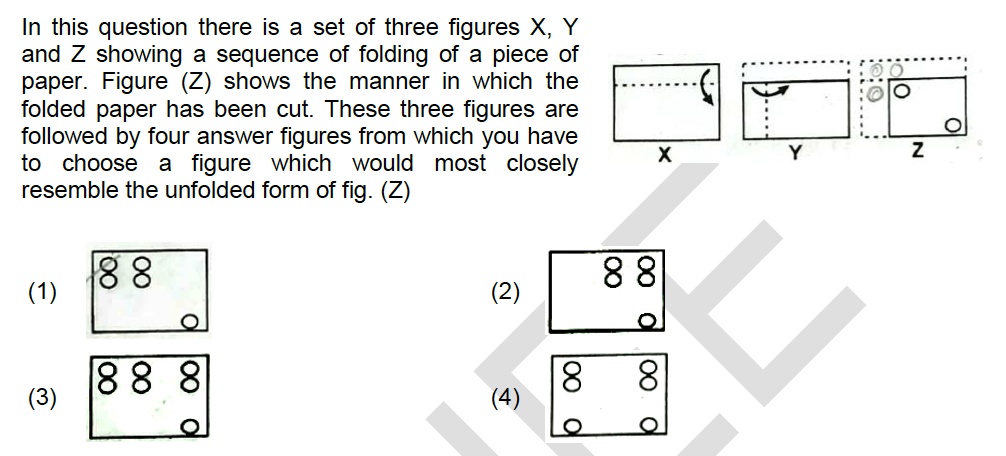 In this question there is a set of three figures X, Y
and Z showing a sequence of folding of a piece of
paper. Figure (Z) shows the manner in which the
folded paper has been cut. These three figures are
followed by four answer figures from which you have
to choose a figure which would most closely
resemble the unfolded form of fig. (Z)
X
Y
Z
(1)
(2)
(3)
(4)